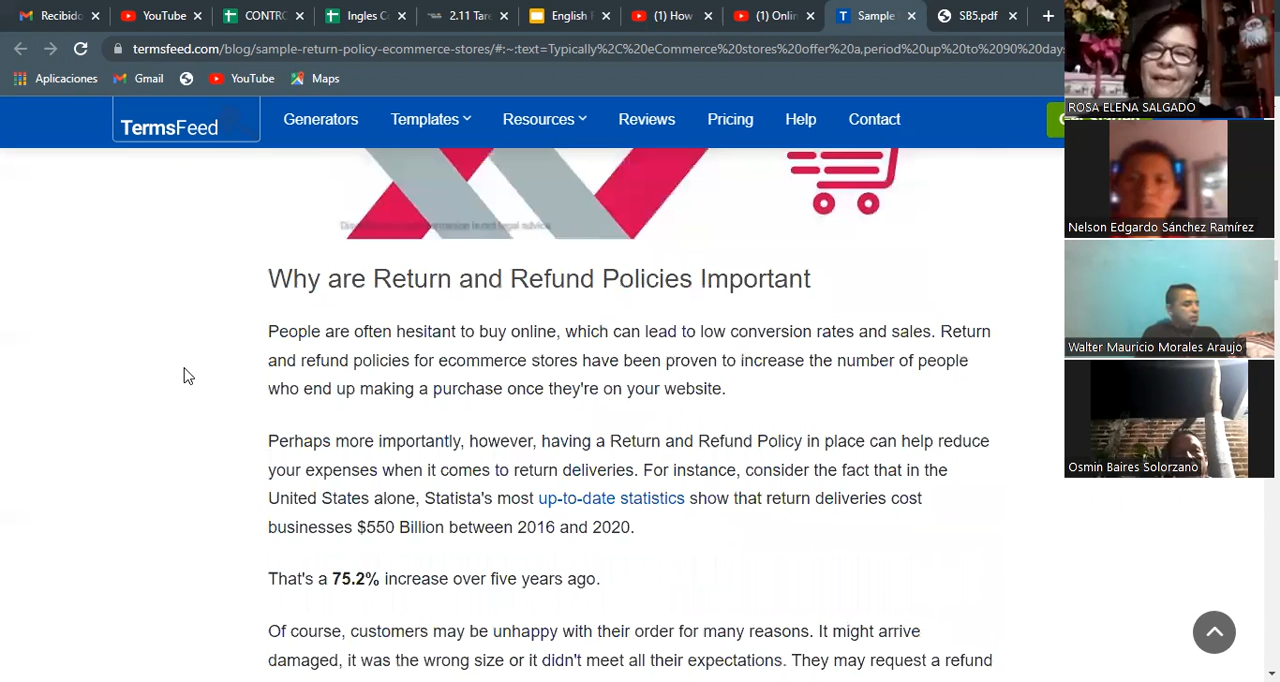 Recibido
YouTube
CONTRO
Ingles C
2.11 Tare
English
(1) How
(1) Onlin
Sample
SB5.pdf
termsfeed.com/blog/sample-return-policy-ecommerce-stores/#:~:text=Typically%2C%20eCommerce%20stores%20offer%20a,period%20up%20to%2090%20day
Aplicaciones
Gmail
YouTube
Maps
TermsFeed
Generators
Templates
Resources
Reviews
Pricing
Help
Contact
ROSA ELENA SALGADO
Nelson Edgardo Sánchez Ramírez
Walter Mauricio Morales Araujo
Osmin Baires Solorzano
Why are Return and Refund Policies Important
People are often hesitant to buy online, which can lead to low conversion rates and sales. Return
and refund policies for ecommerce stores have been proven to increase the number of people
who end up making a purchase once they're on your website.
Perhaps more importantly, however, having a Return and Refund Policy in place can help reduce
your expenses when it comes to return deliveries. For instance, consider the fact that in the
United States alone, Statista's most up-to-date statistics show that return deliveries cost
businesses $550 Billion between 2016 and 2020.
That's a 75.2% increase over five years ago.
Of course, customers may be unhappy with their order for many reasons. It might arrive
damaged, it was the wrong size or it didn't meet all their expectations. They may request a refund